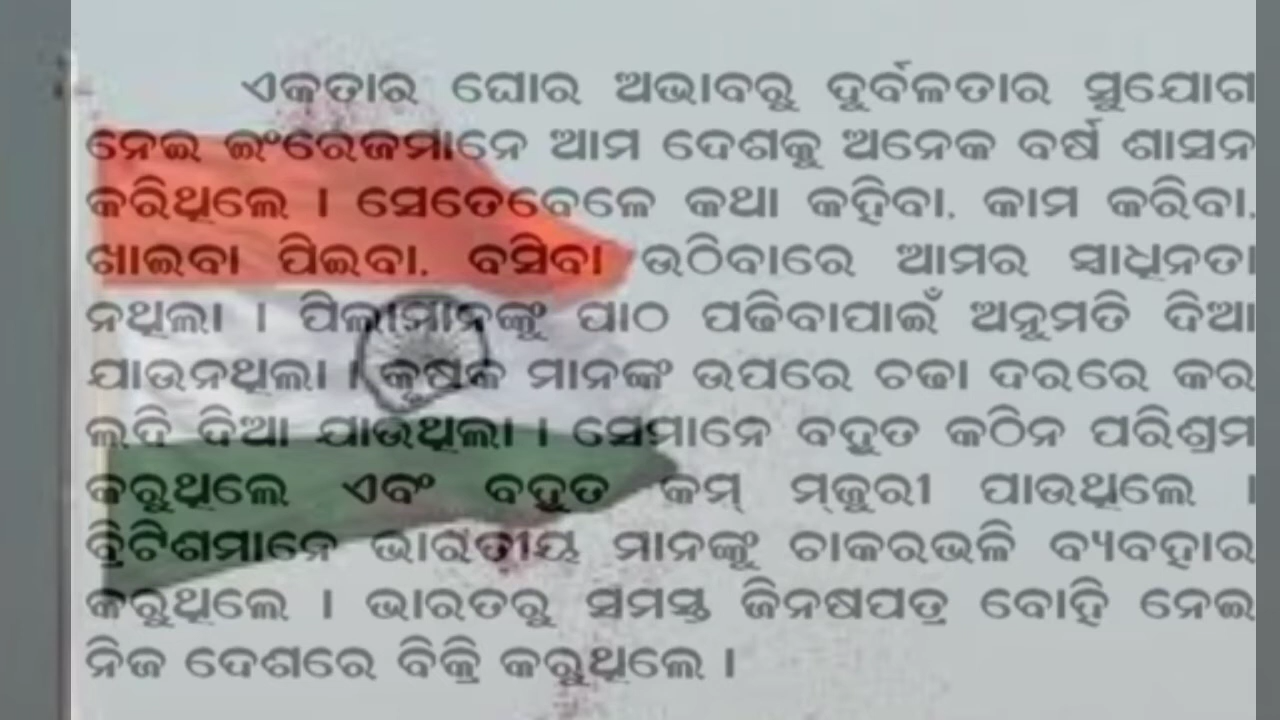 ଏକତାର ଘୋର ଅଭାବରୁ ଦୁର୍ବଳତାର ସୁଯୋଗ
ନେଇ ଇଂରେଜମାନେ ଆମ ଦେଶକୁ ଅନେକ ବର୍ଷ ଶାସନ
କରିଥିଲେ । ସେତେବେଳେ କଥା କହିବା, କାମ କରିବା,
ଖାଇବା ପିଇବା, ବସିବା ଉଠିବାରେ ଆମର ସ୍ଵାଧିନତା
ନଥିଲା । ପିଲାମାନଙ୍କୁ ପାଠ ପଢିବାପାଇଁ ଅନୁମତି ଦିଆ
ଯାଉନଥିଲା । କୃଷକ ମାନଙ୍କ ଉପରେ ଚଢା ଦରରେ କର
ଲଦି ଦିଆ ଯାଉଥିଲା । ସେମାନେ ବହୁତ କଠିନ ପରିଶ୍ରମ
କରୁଥିଲେ ଏବଂ ବହୁତ କମ୍ ମ୍ଜୁରୀ ପାଉଥିଲେ ।
ବ୍ରିଟିଶମାନେ ଭାରତୀୟ ମାନଙ୍କୁ ଚାକରଭଳି ବ୍ୟବହାର
କରୁଥିଲେ । ଭାରତରୁ ସମସ୍ତ ଜିନଷପତ୍ର ବୋହି ନେଇ
ନିଜ ଦେଶରେ ବିକ୍ରି କରୁଥିଲେ ।